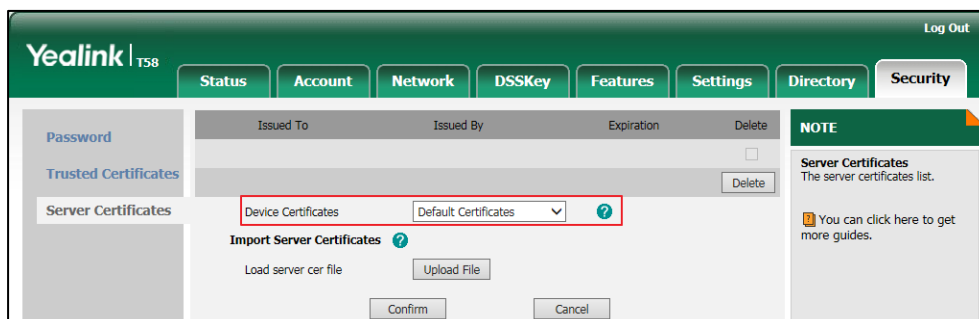 Log Out
Yealink | T58
Status Account Network DSSKey Features Settings Directory Security
Password
Trusted Certificates
Server Certificates
Issued To Issued By Expiration Delete
Delete
Device Certificates Default Certificates ?
Import Server Certificates ?
Load server cer file Upload File
Confirm Cancel
NOTE
Server Certificates
The server certificates list.
? You can click here to get
more guides.